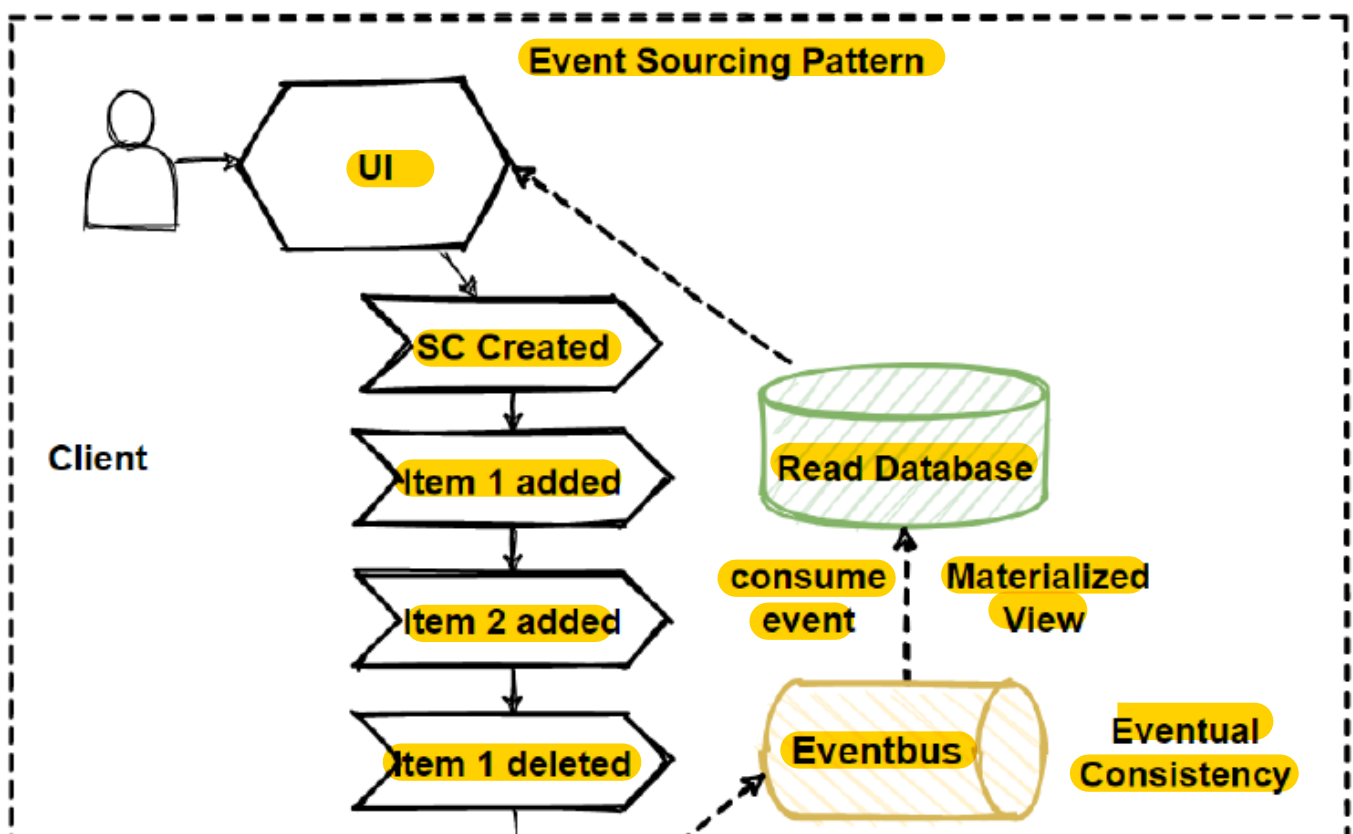 Event Sourcing Pattern
UI
SC Created
Client
Item 1 added
Read Database
Item 2 added
consume
event
Materialized
View
Item 1 deleted
Eventbus
Eventual
Consistency